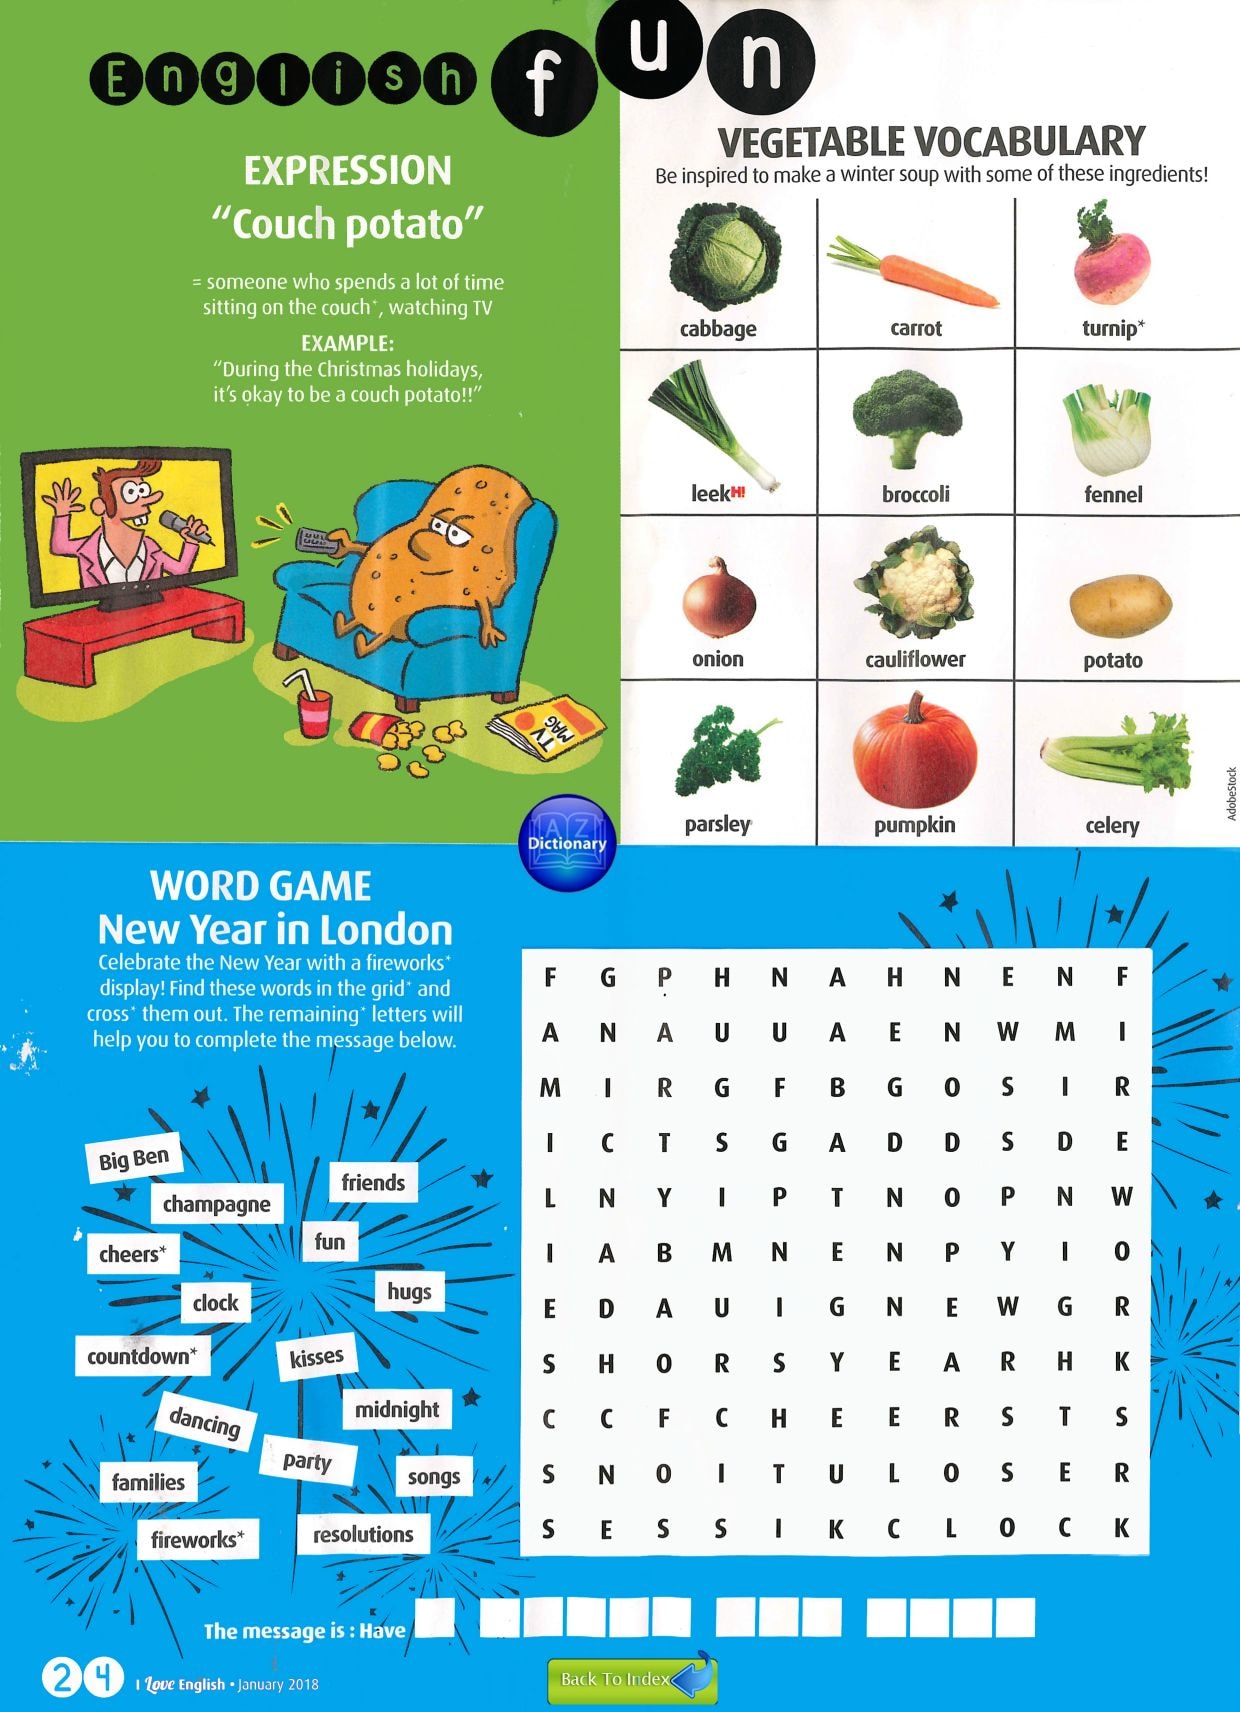 English fun
EXPRESSION
“Couch potato”
= someone who spends a lot of time
sitting on the couch*, watching TV
EXAMPLE:
“During the Christmas holidays,
it’s okay to be a couch potato!!”
TV
MAG
VEGETABLE VOCABULARY
Be inspired to make a winter soup with some of these ingredients!
cabbage
carrot
turnip*
leek H!
broccoli
fennel
onion
cauliflower
potato
parsley
pumpkin
celery
AdobeStock
A Z
Dictionary
WORD GAME
New Year in London
Celebrate the New Year with a fireworks*
display! Find these words in the grid* and
cross* them out. The remaining* letters will
help you to complete the message below.
Big Ben
friends
champagne
fun
cheers*
hugs
clock
countdown*
kisses
midnight
dancing
party
songs
families
resolutions
fireworks*
F G P H N A H N E N F
A N A U U A E N W M I
M I R G F B G O S I R
I C T S G A D D S D E
L N Y I P T N O P N W
I A B M N E N P Y I O
E D A U I G N E W G R
S H O R S Y E A R H K
C C F C H E E R S T S
S N O I T U L O S E R
S E S S I K C L O C K
The message is : Have
24 I Love English • January 2018
Back To Index